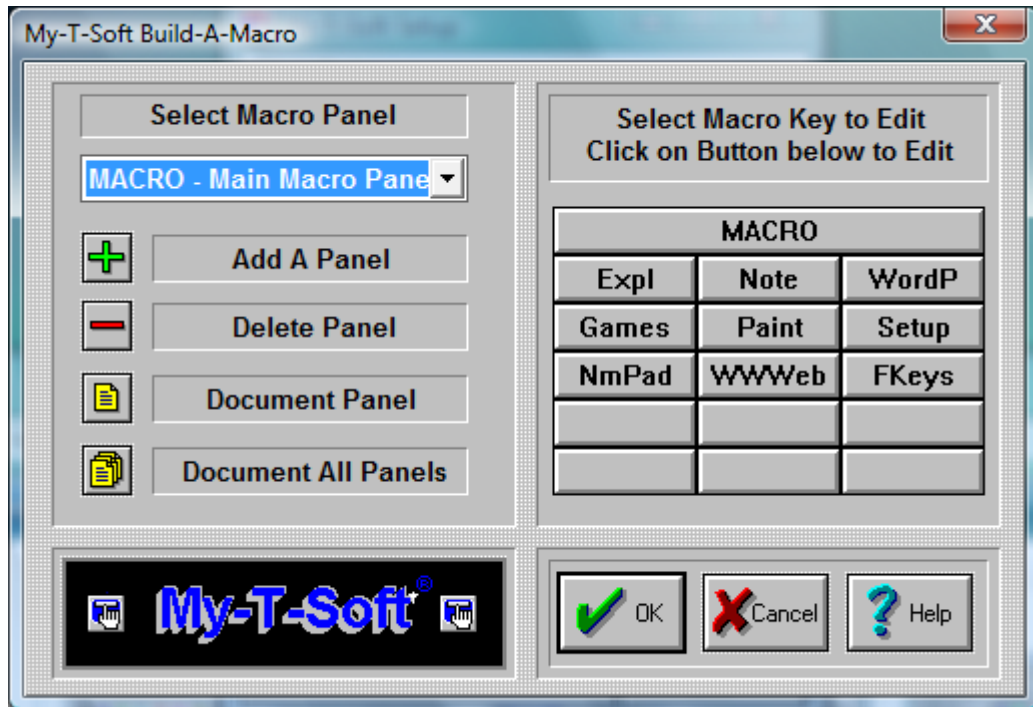 My-T-Soft Build-A-Macro
Select Macro Panel
MACRO - Main Macro Pane
Add A Panel
Delete Panel
Document Panel
Document All Panels
Select Macro Key to Edit
Click on Button below to Edit
MACRO
Expl Note WordP
Games Paint Setup
NmPad WWWeb FKeys
My-T-Soft®
OK Cancel Help